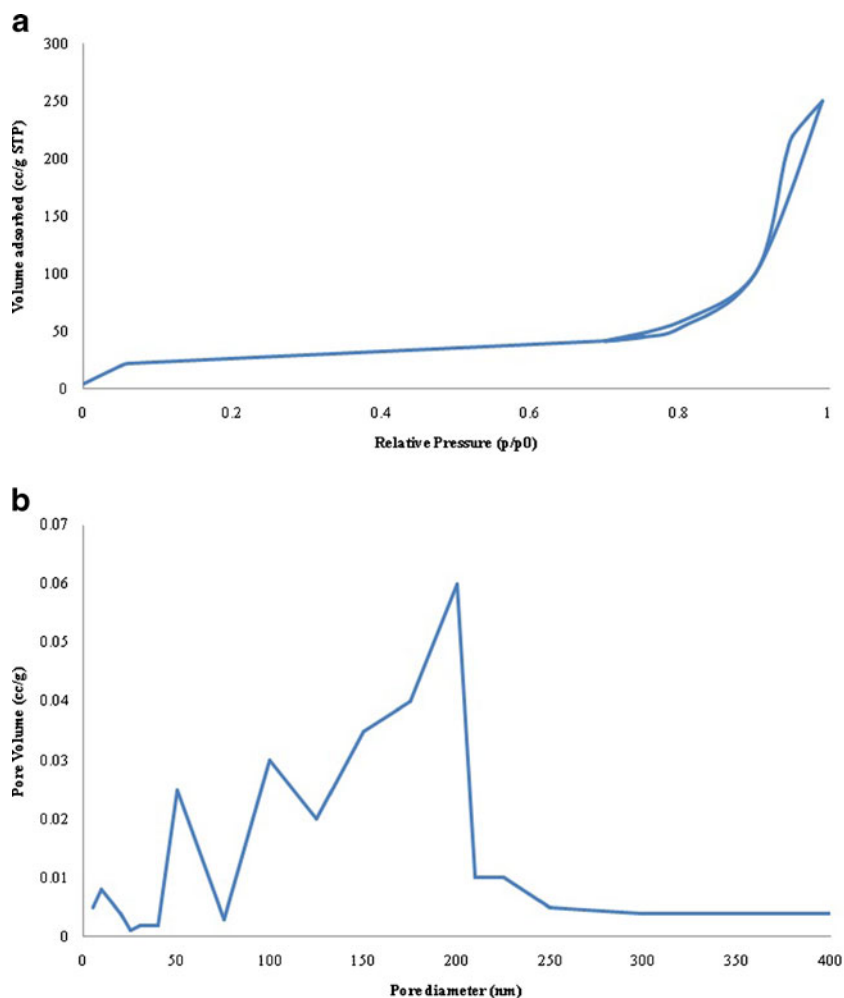 a
300
250
200
150
100
50
0
Volume adsorbed (cc/g STP)
0 0.2 0.4 0.6 0.8 1
Relative Pressure (p/p0)
b
0.07
0.06
0.05
0.04
0.03
0.02
0.01
0
Pore Volume (cc/g)
0 50 100 150 200 250 300 350 400
Pore diameter (nm)